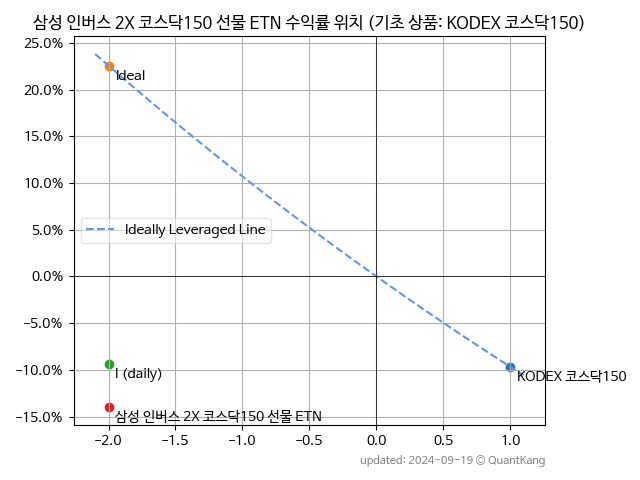 삼성 인버스 2X 코스닥150 선물 ETN 수익률 위치 (기초 상품: KODEX 코스닥150)
25.0%
Ideal
20.0%
15.0%
10.0%
5.0%
Ideally Leveraged Line
0.0%
−5.0%
I (daily)
−10.0%
KODEX 코스닥150
−15.0%
삼성 인버스 2X 코스닥150 선물 ETN
−2.0 −1.5 −1.0 −0.5 0.0 0.5 1.0
updated: 2024-09-19 © QuantKang